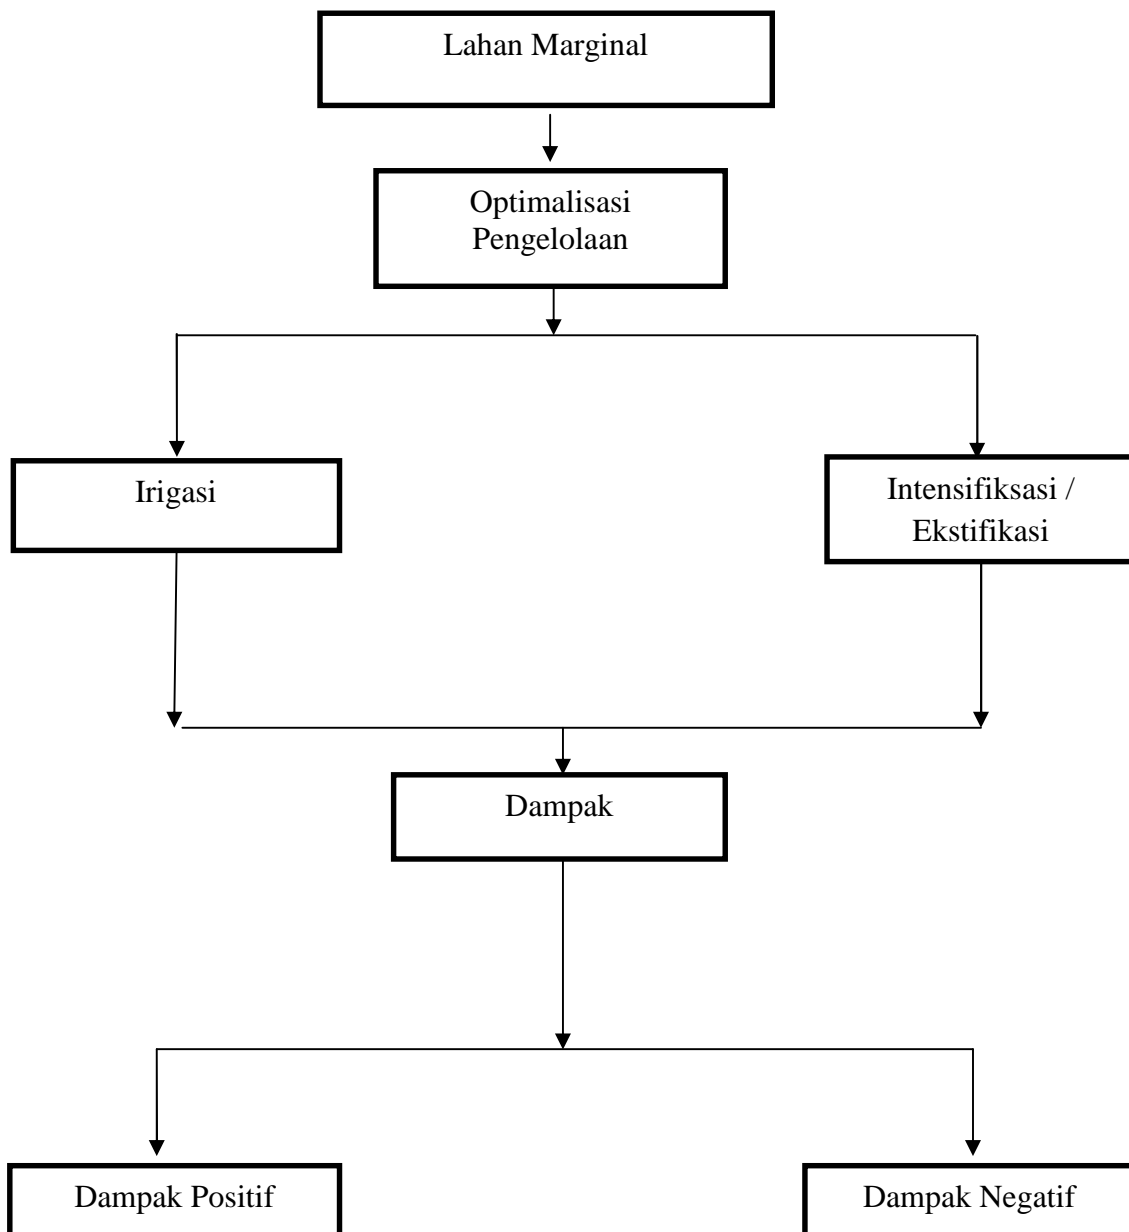 Lahan Marginal
Optimalisasi
Pengelolaan
Irigasi
Intensifiksasi /
Ekstifikasi
Dampak
Dampak Positif
Dampak Negatif